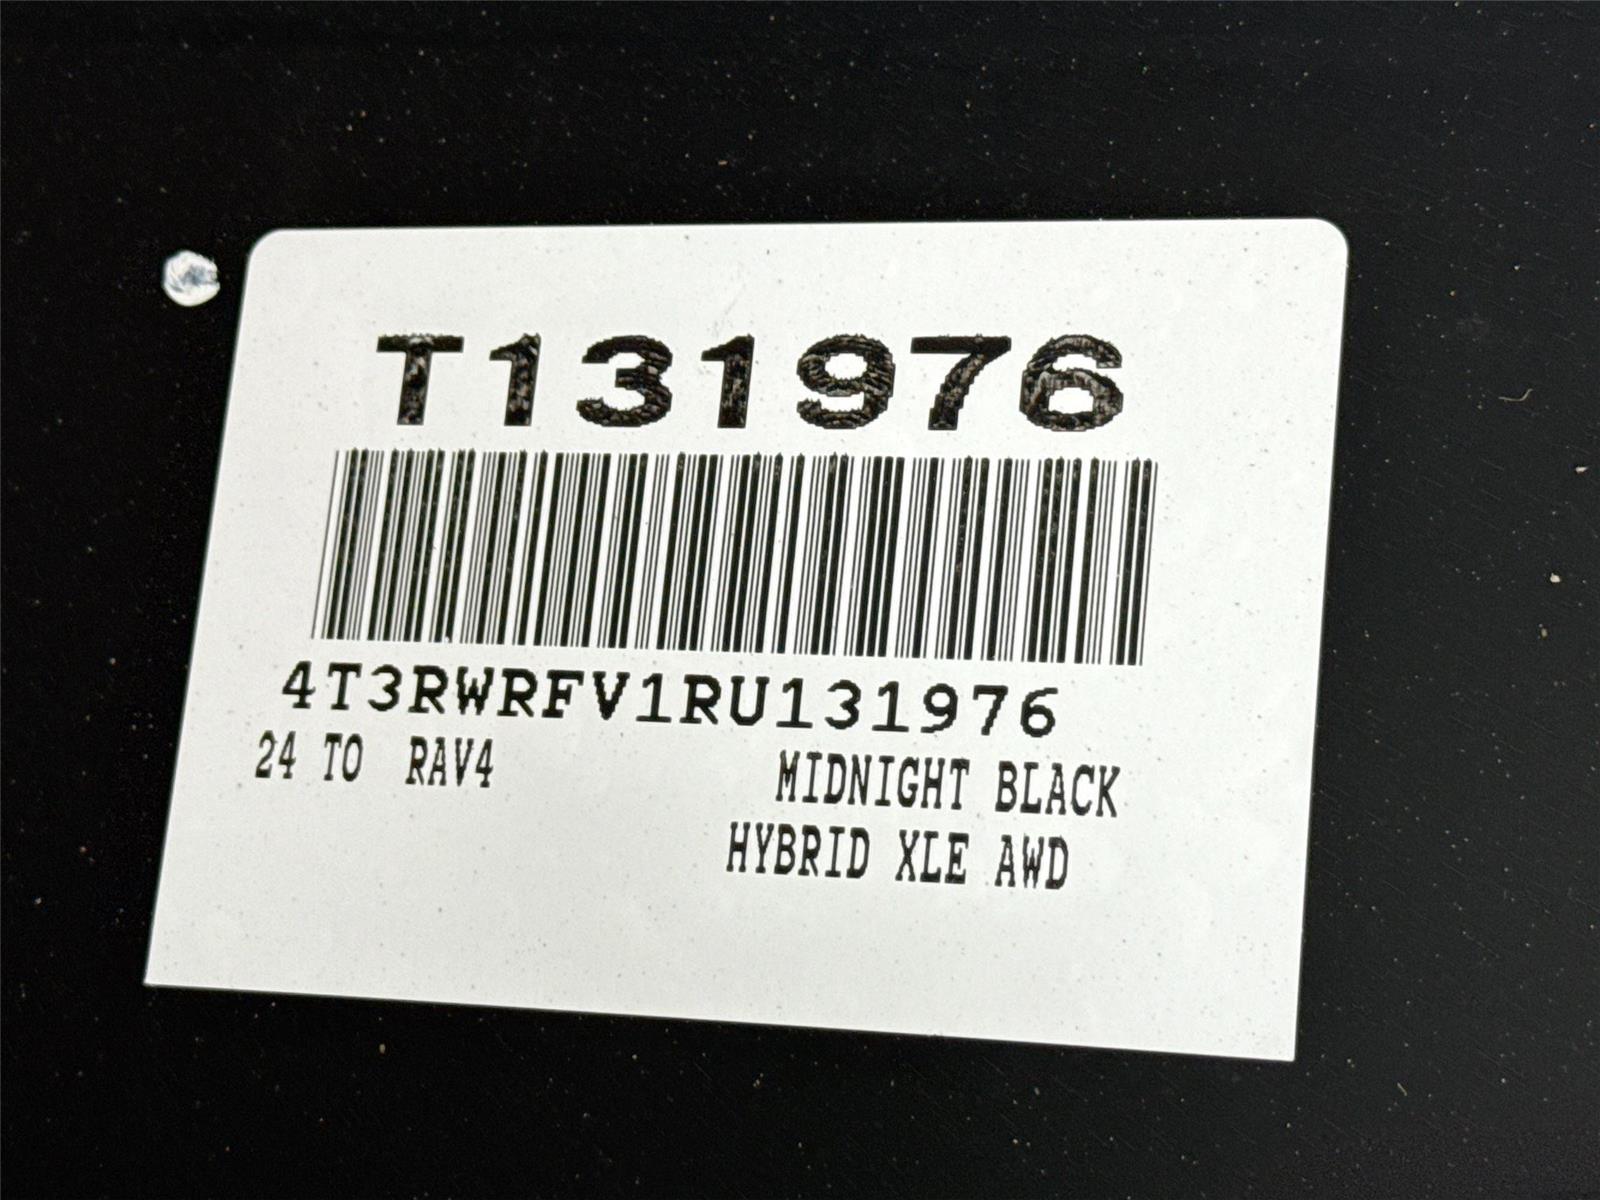 T131976
4T3RWRFV1RU131976
24 TO RAV4 MIDNIGHT BLACK
HYBRID XLE AWD